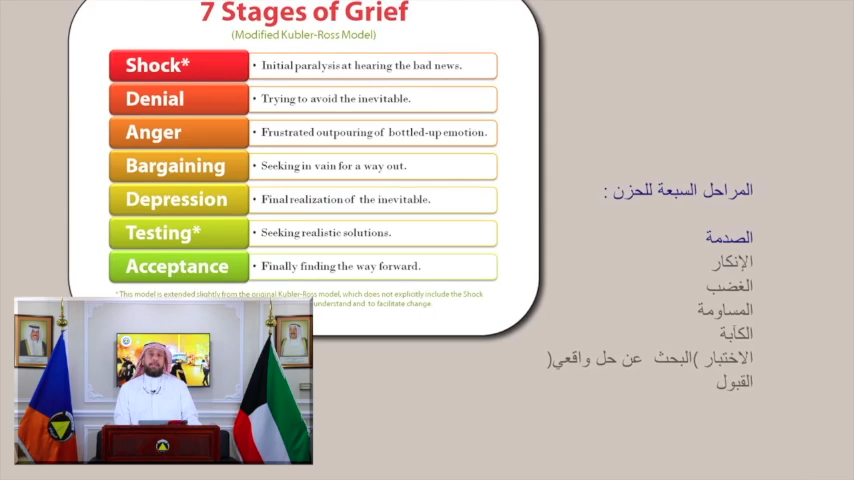 7 Stages of Grief
(Modified Kubler-Ross Model)
Shock* • Initial paralysis at hearing the bad news.
Denial • Trying to avoid the inevitable.
Anger • Frustrated outpouring of bottled-up emotion.
Bargaining • Seeking in vain for a way out.
Depression • Final realization of the inevitable.
Testing* • Seeking realistic solutions.
Acceptance • Finally finding the way forward.
*This model is extended slightly from the original Kubler-Ross model, which does not explicitly include the Shock
understand and to facilitate change.
المراحل السبعة للحزن :
الصدمة
الإنكار
الغضب
المساومة
الكآبة
الاختبار )البحث عن حل واقعي(
القبول